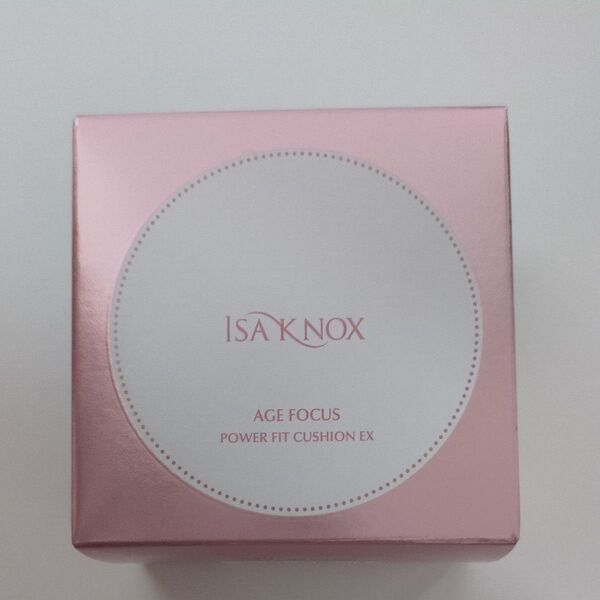 ISA KNOX
AGE FOCUS
POWER FIT CUSHION EX